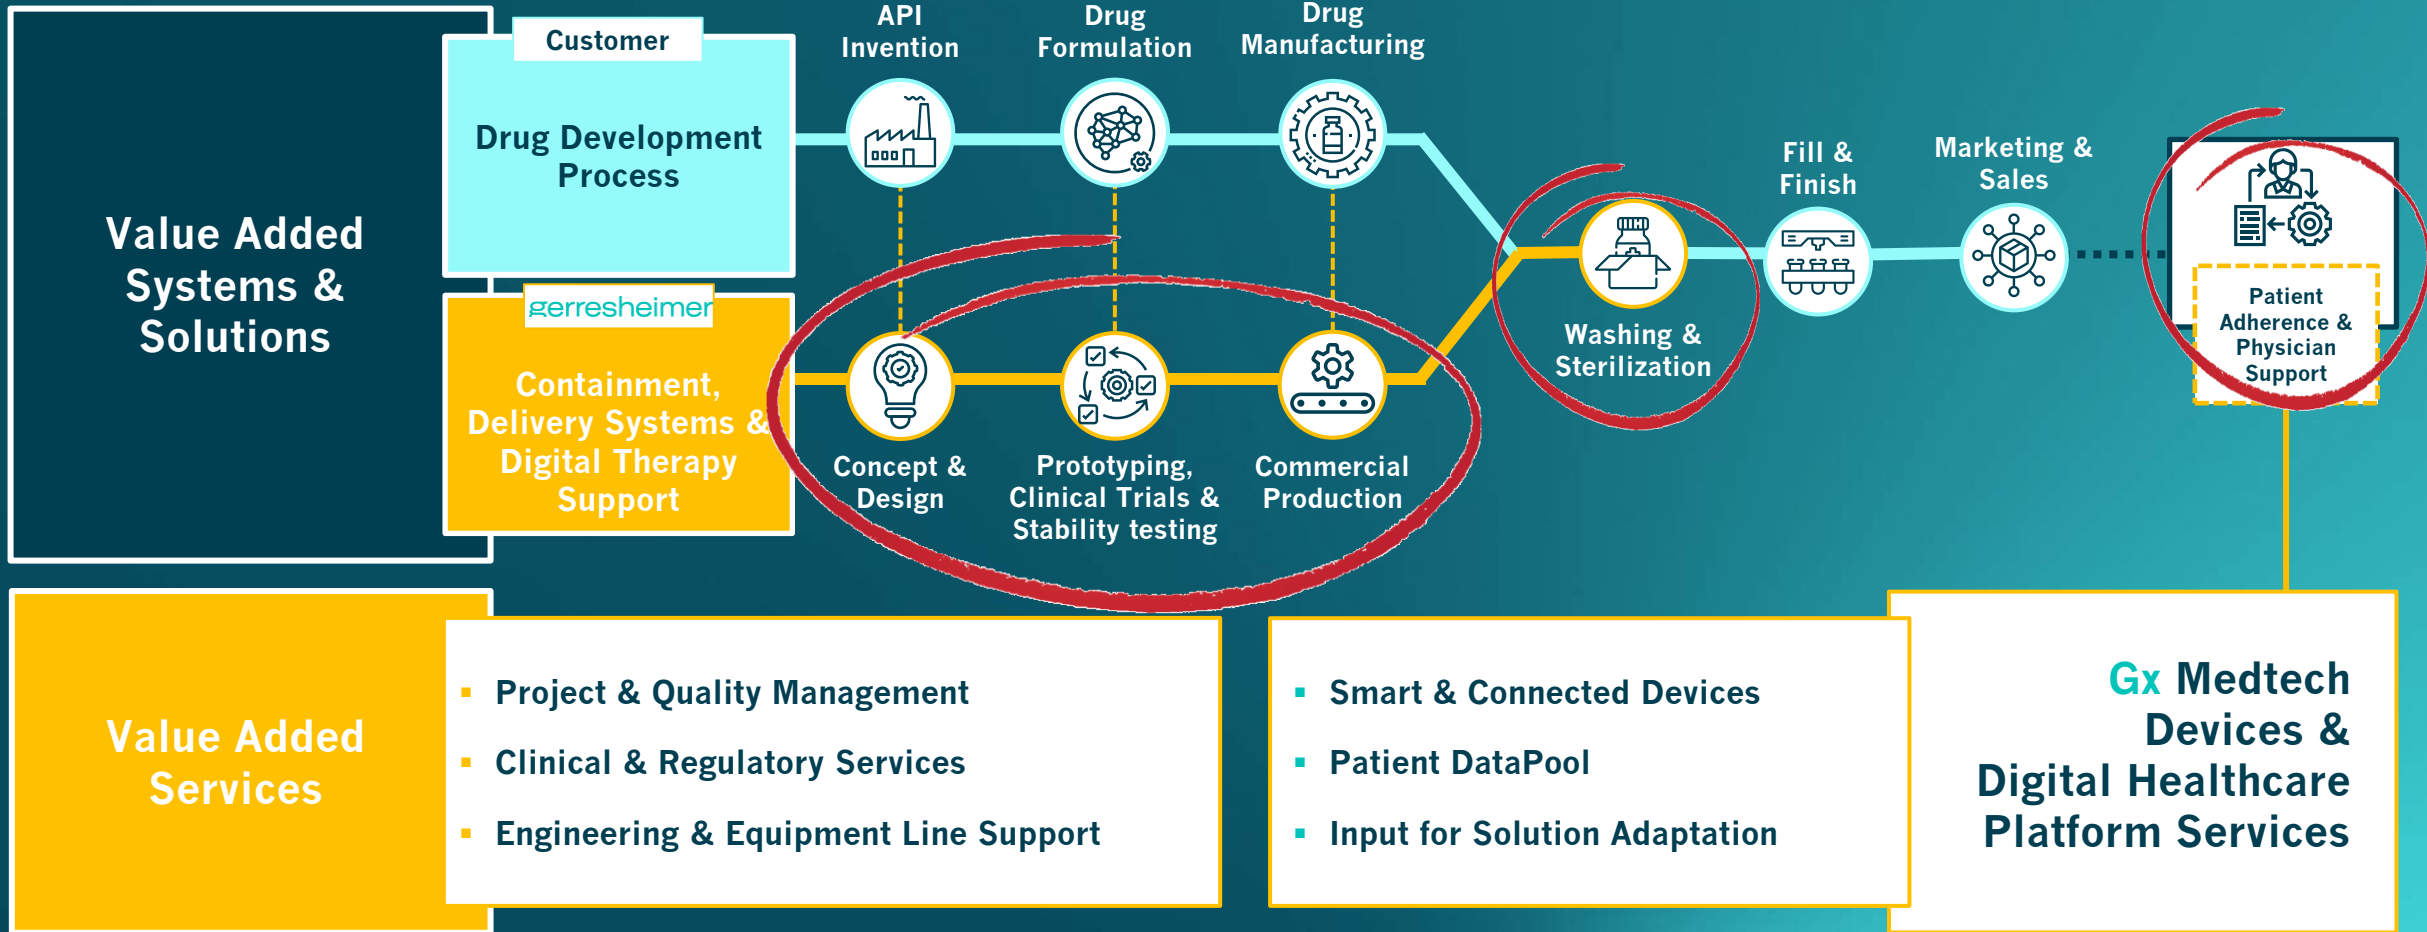 Value Added
Systems &
Solutions
Customer
Drug Development
Process
API
Invention
Drug
Formulation
Drug
Manufacturing
gerresheimer
Containment,
Delivery Systems &
Digital Therapy
Support
Concept &
Design
Prototyping,
Clinical Trials &
Stability testing
Commercial
Production
Washing &
Sterilization
Fill &
Finish
Marketing &
Sales
Patient
Adherence &
Physician
Support
Value Added
Services
▪ Project & Quality Management
▪ Clinical & Regulatory Services
▪ Engineering & Equipment Line Support
▪ Smart & Connected Devices
▪ Patient DataPool
▪ Input for Solution Adaptation
Gx Medtech
Devices &
Digital Healthcare
Platform Services